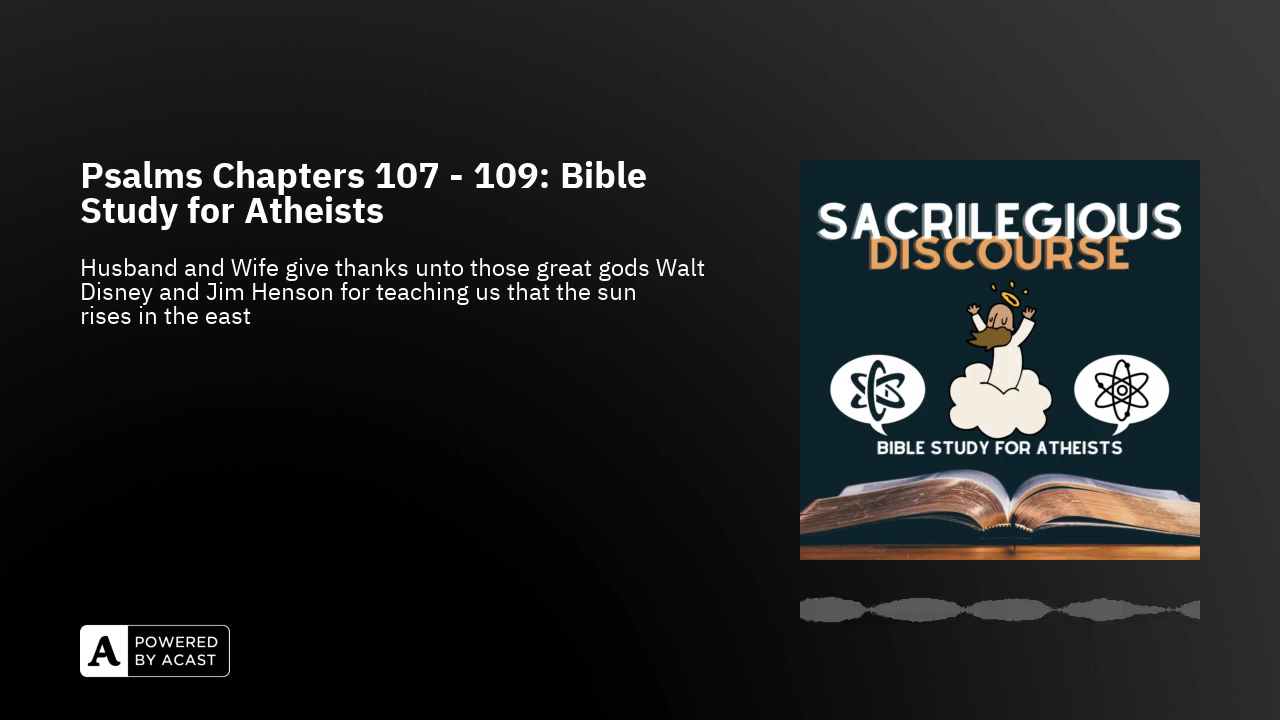 Psalms Chapters 107 - 109: Bible
Study for Atheists
Husband and Wife give thanks unto those great gods Walt
Disney and Jim Henson for teaching us that the sun
rises in the east
SACRILEGIOUS
DISCOURSE
BIBLE STUDY FOR ATHEISTS
A POWERED
BY ACAST